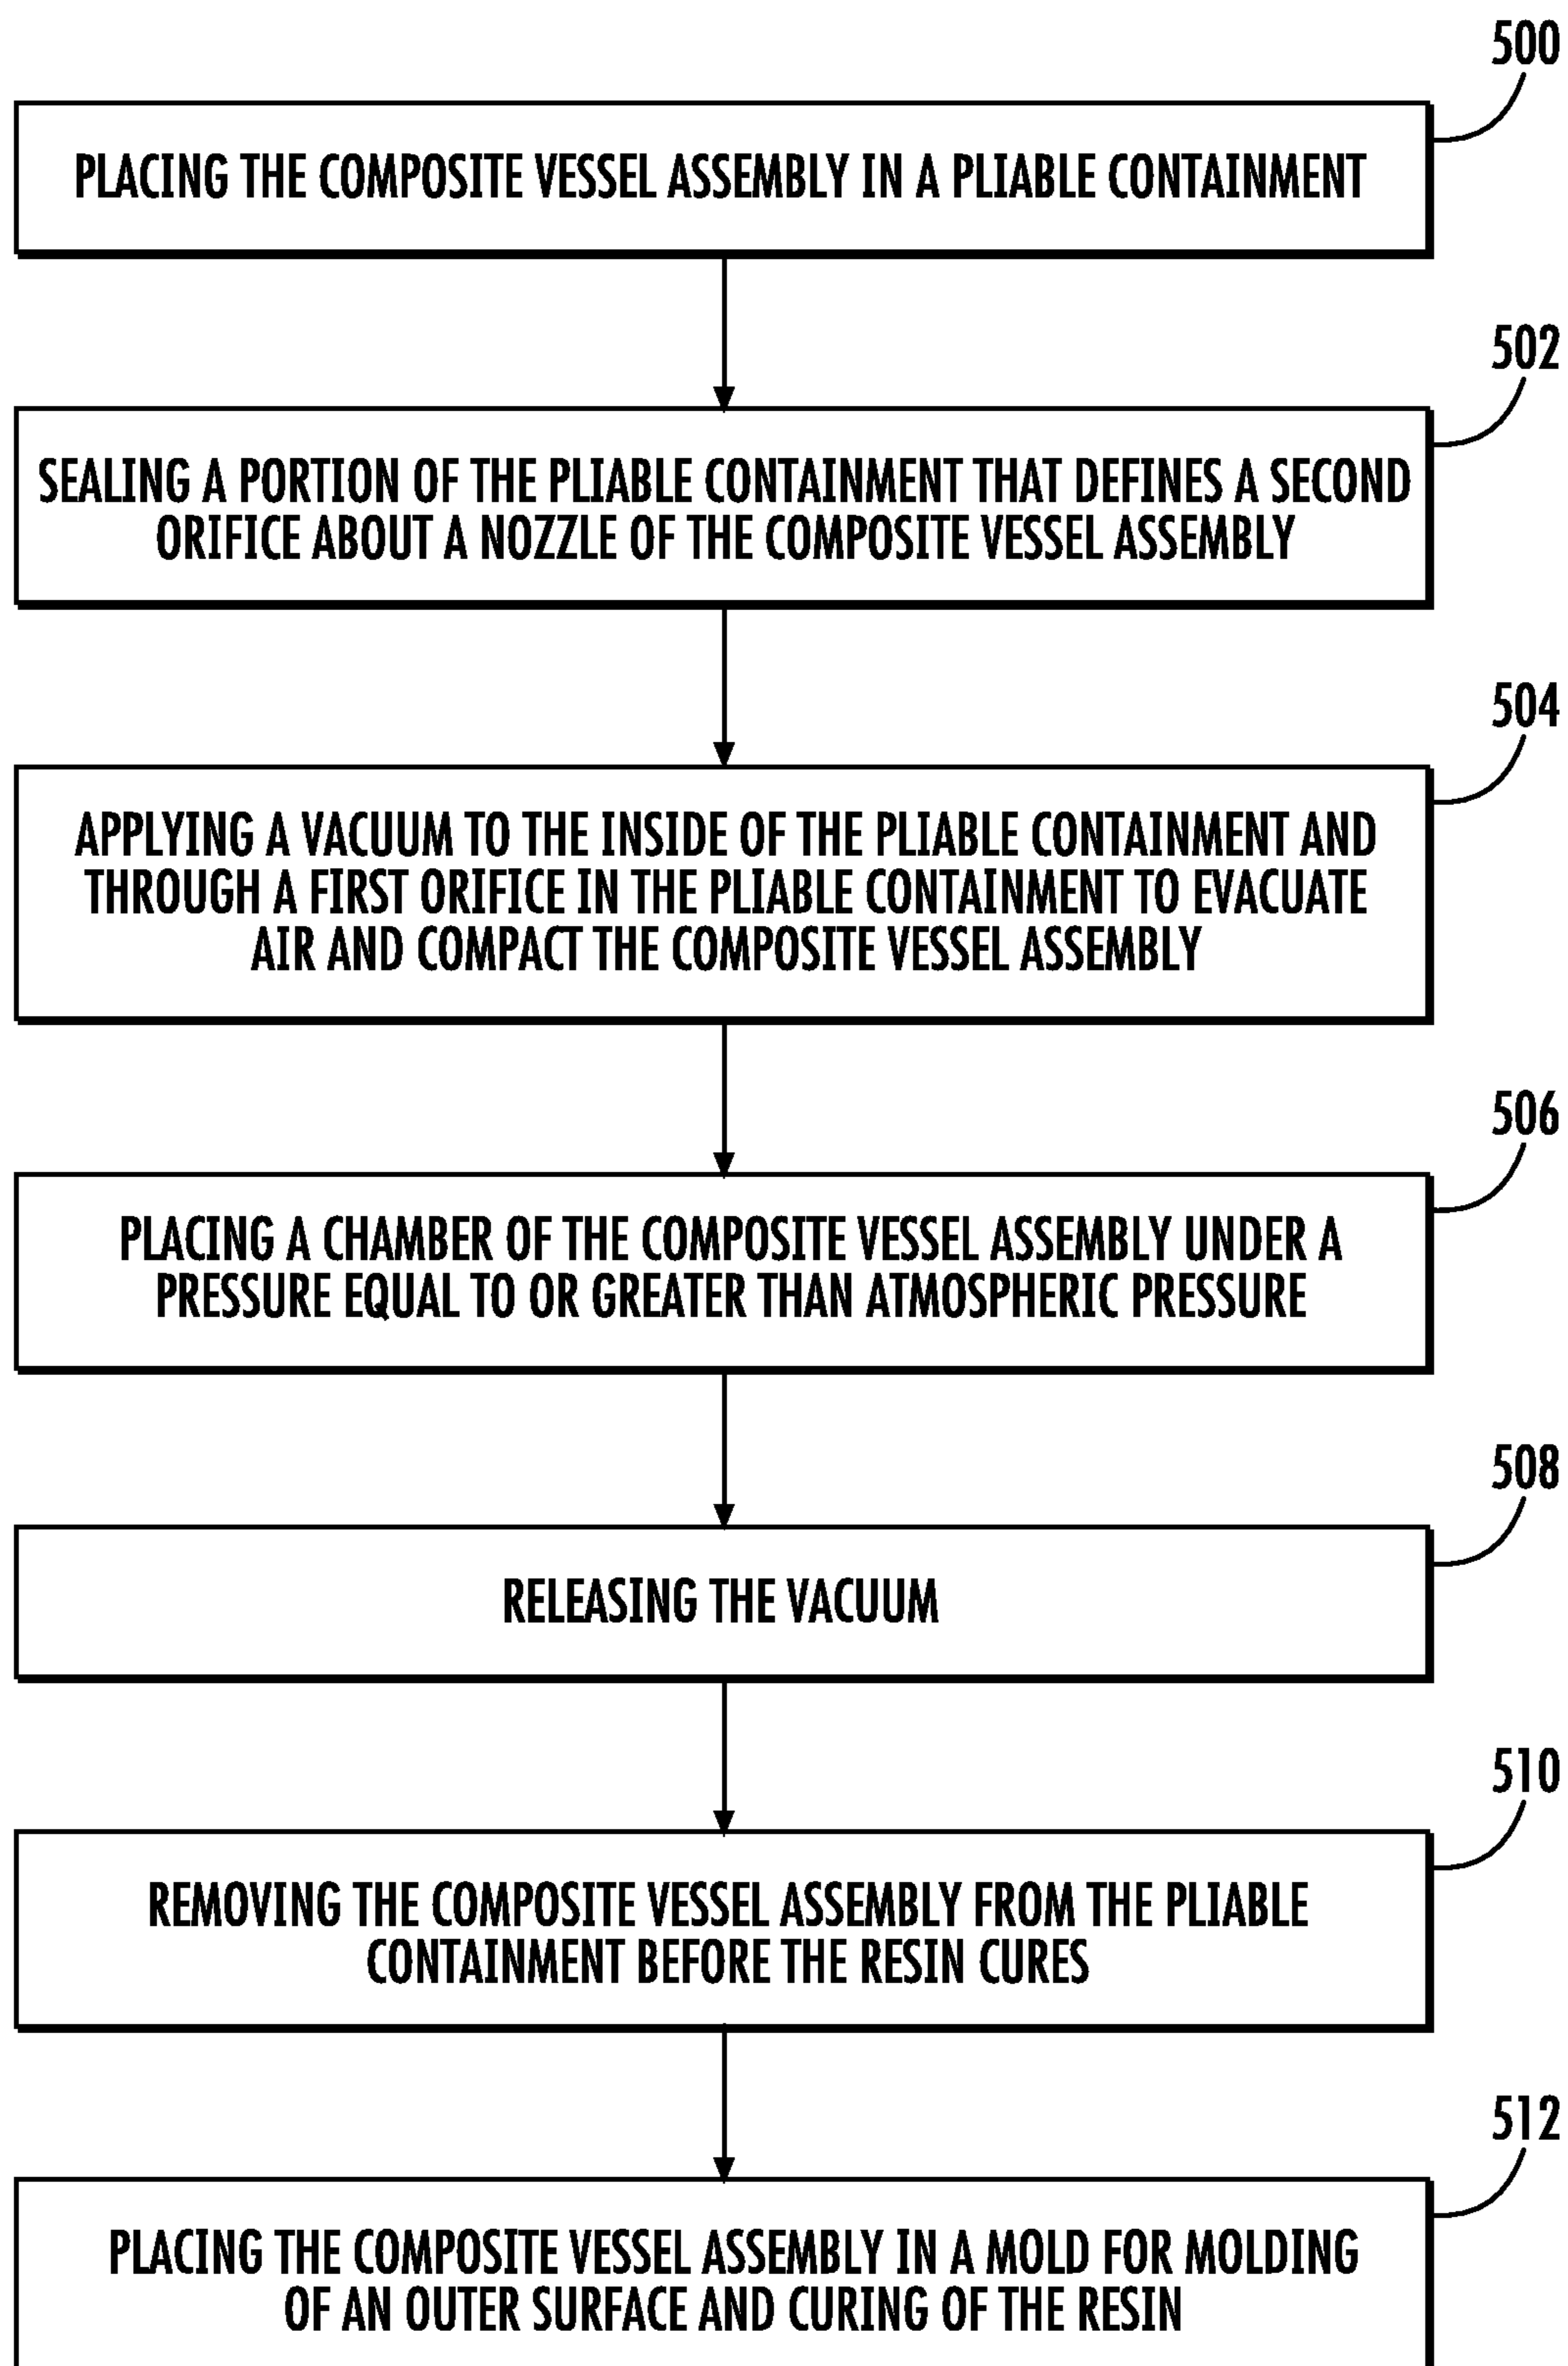 500
PLACING THE COMPOSITE VESSEL ASSEMBLY IN A PLIABLE CONTAINMENT
502
SEALING A PORTION OF THE PLIABLE CONTAINMENT THAT DEFINES A SECOND
ORIFICE ABOUT A NOZZLE OF THE COMPOSITE VESSEL ASSEMBLY
504
APPLYING A VACUUM TO THE INSIDE OF THE PLIABLE CONTAINMENT AND
THROUGH A FIRST ORIFICE IN THE PLIABLE CONTAINMENT TO EVACUATE
AIR AND COMPACT THE COMPOSITE VESSEL ASSEMBLY
506
PLACING A CHAMBER OF THE COMPOSITE VESSEL ASSEMBLY UNDER A
PRESSURE EQUAL TO OR GREATER THAN ATMOSPHERIC PRESSURE
508
RELEASING THE VACUUM
510
REMOVING THE COMPOSITE VESSEL ASSEMBLY FROM THE PLIABLE
CONTAINMENT BEFORE THE RESIN CURES
512
PLACING THE COMPOSITE VESSEL ASSEMBLY IN A MOLD FOR MOLDING
OF AN OUTER SURFACE AND CURING OF THE RESIN